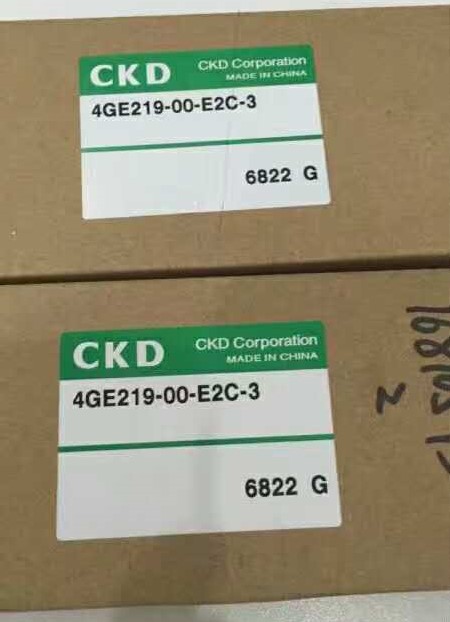 CKD
CKD Corporation
MADE IN CHINA
4GE219-00-E2C-3
6822 G
CKD
CKD Corporation
MADE IN CHINA
4GE219-00-E2C-3
6822 G
2